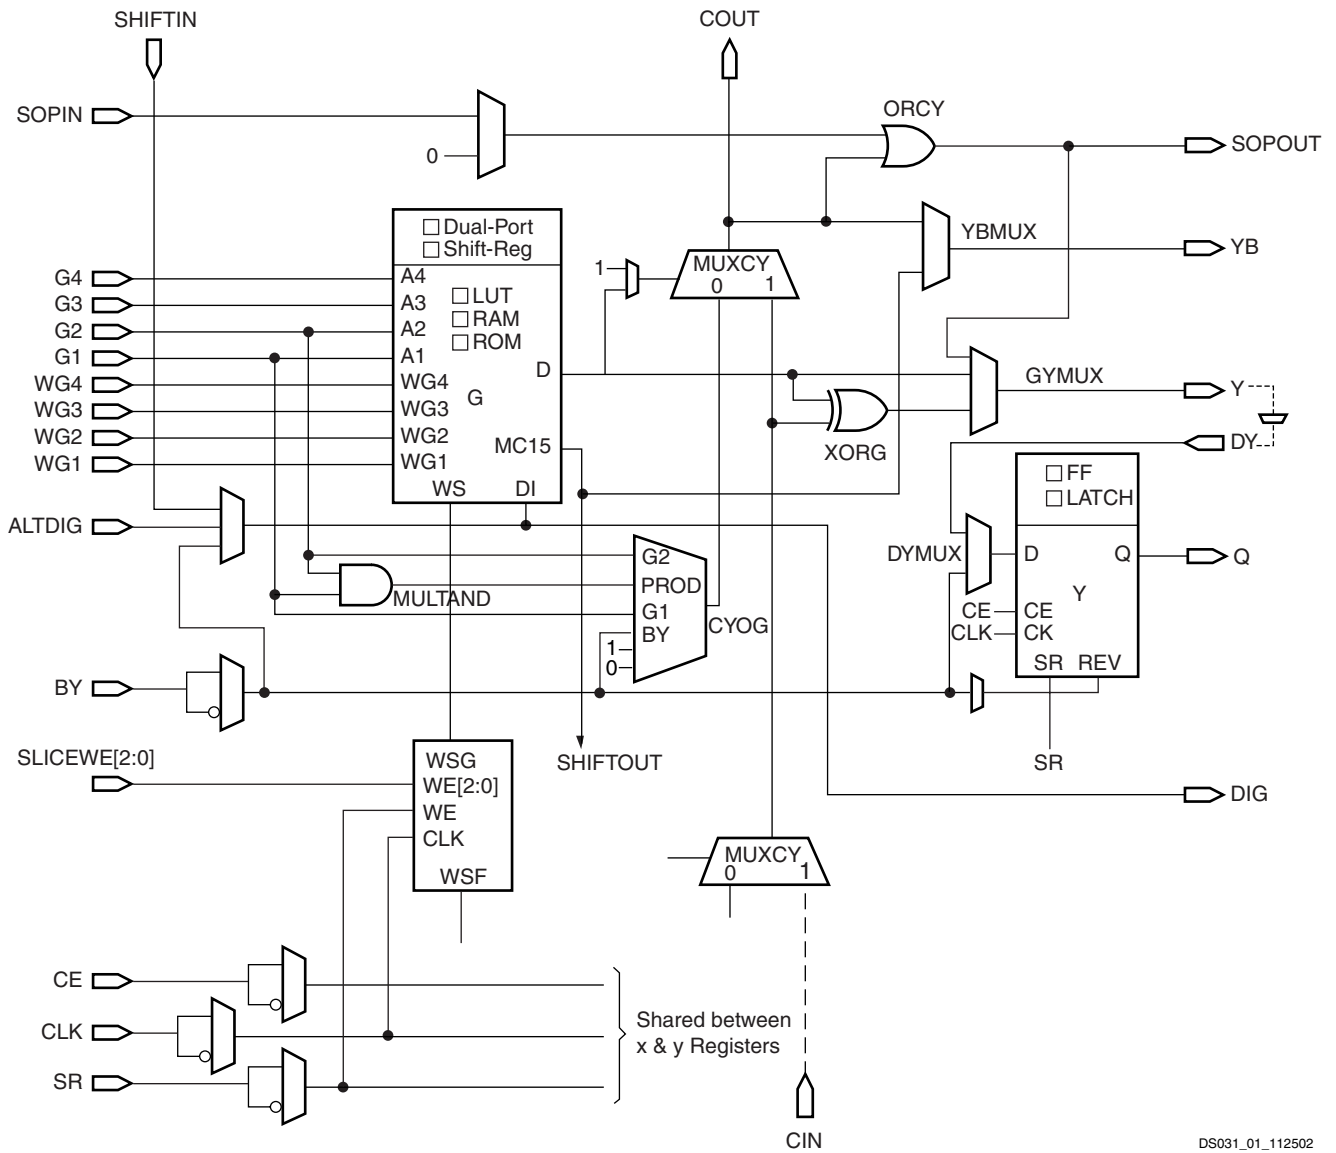 SHIFTIN
COUT
SOPIN
ORCY
SOPOUT
0
Dual-Port
Shift-Reg
YBMUX
YB
G4
A4
1
MUXCY
0 1
G3
A3
LUT
G2
A2
RAM
G1
A1
ROM
D
WG4
WG4
G
GYMUX
Y
WG3
WG3
WG2
WG2
MC15
XORG
DY
WG1
WG1
WS
DI
FF
LATCH
ALTDIG
G2
DYMUX
D
Q
Q
MULTAND
PROD
Y
G1
CYOG
CE
CE
BY
CLK
CK
1
0
SR REV
BY
SLICEWE[2:0]
WSG
SHIFTOUT
SR
WE[2:0]
DIG
WE
CLK
WSF
MUXCY
0 1
CE
CLK
Shared between
x & y Registers
SR
CIN
DS031_01_112502